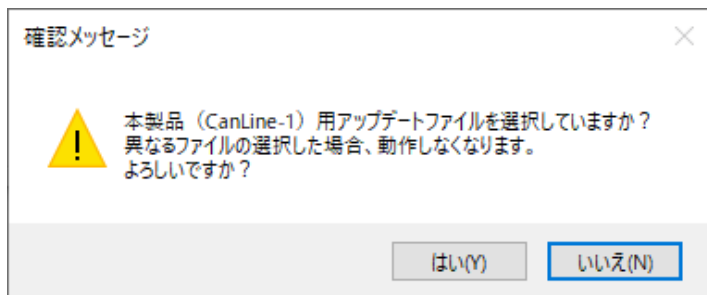 確認メッセージ
本製品（CanLine-1）用アップデートファイルを選択していますか？
異なるファイルの選択した場合、動作しなくなります。
よろしいですか？
はい(Y)
いいえ(N)